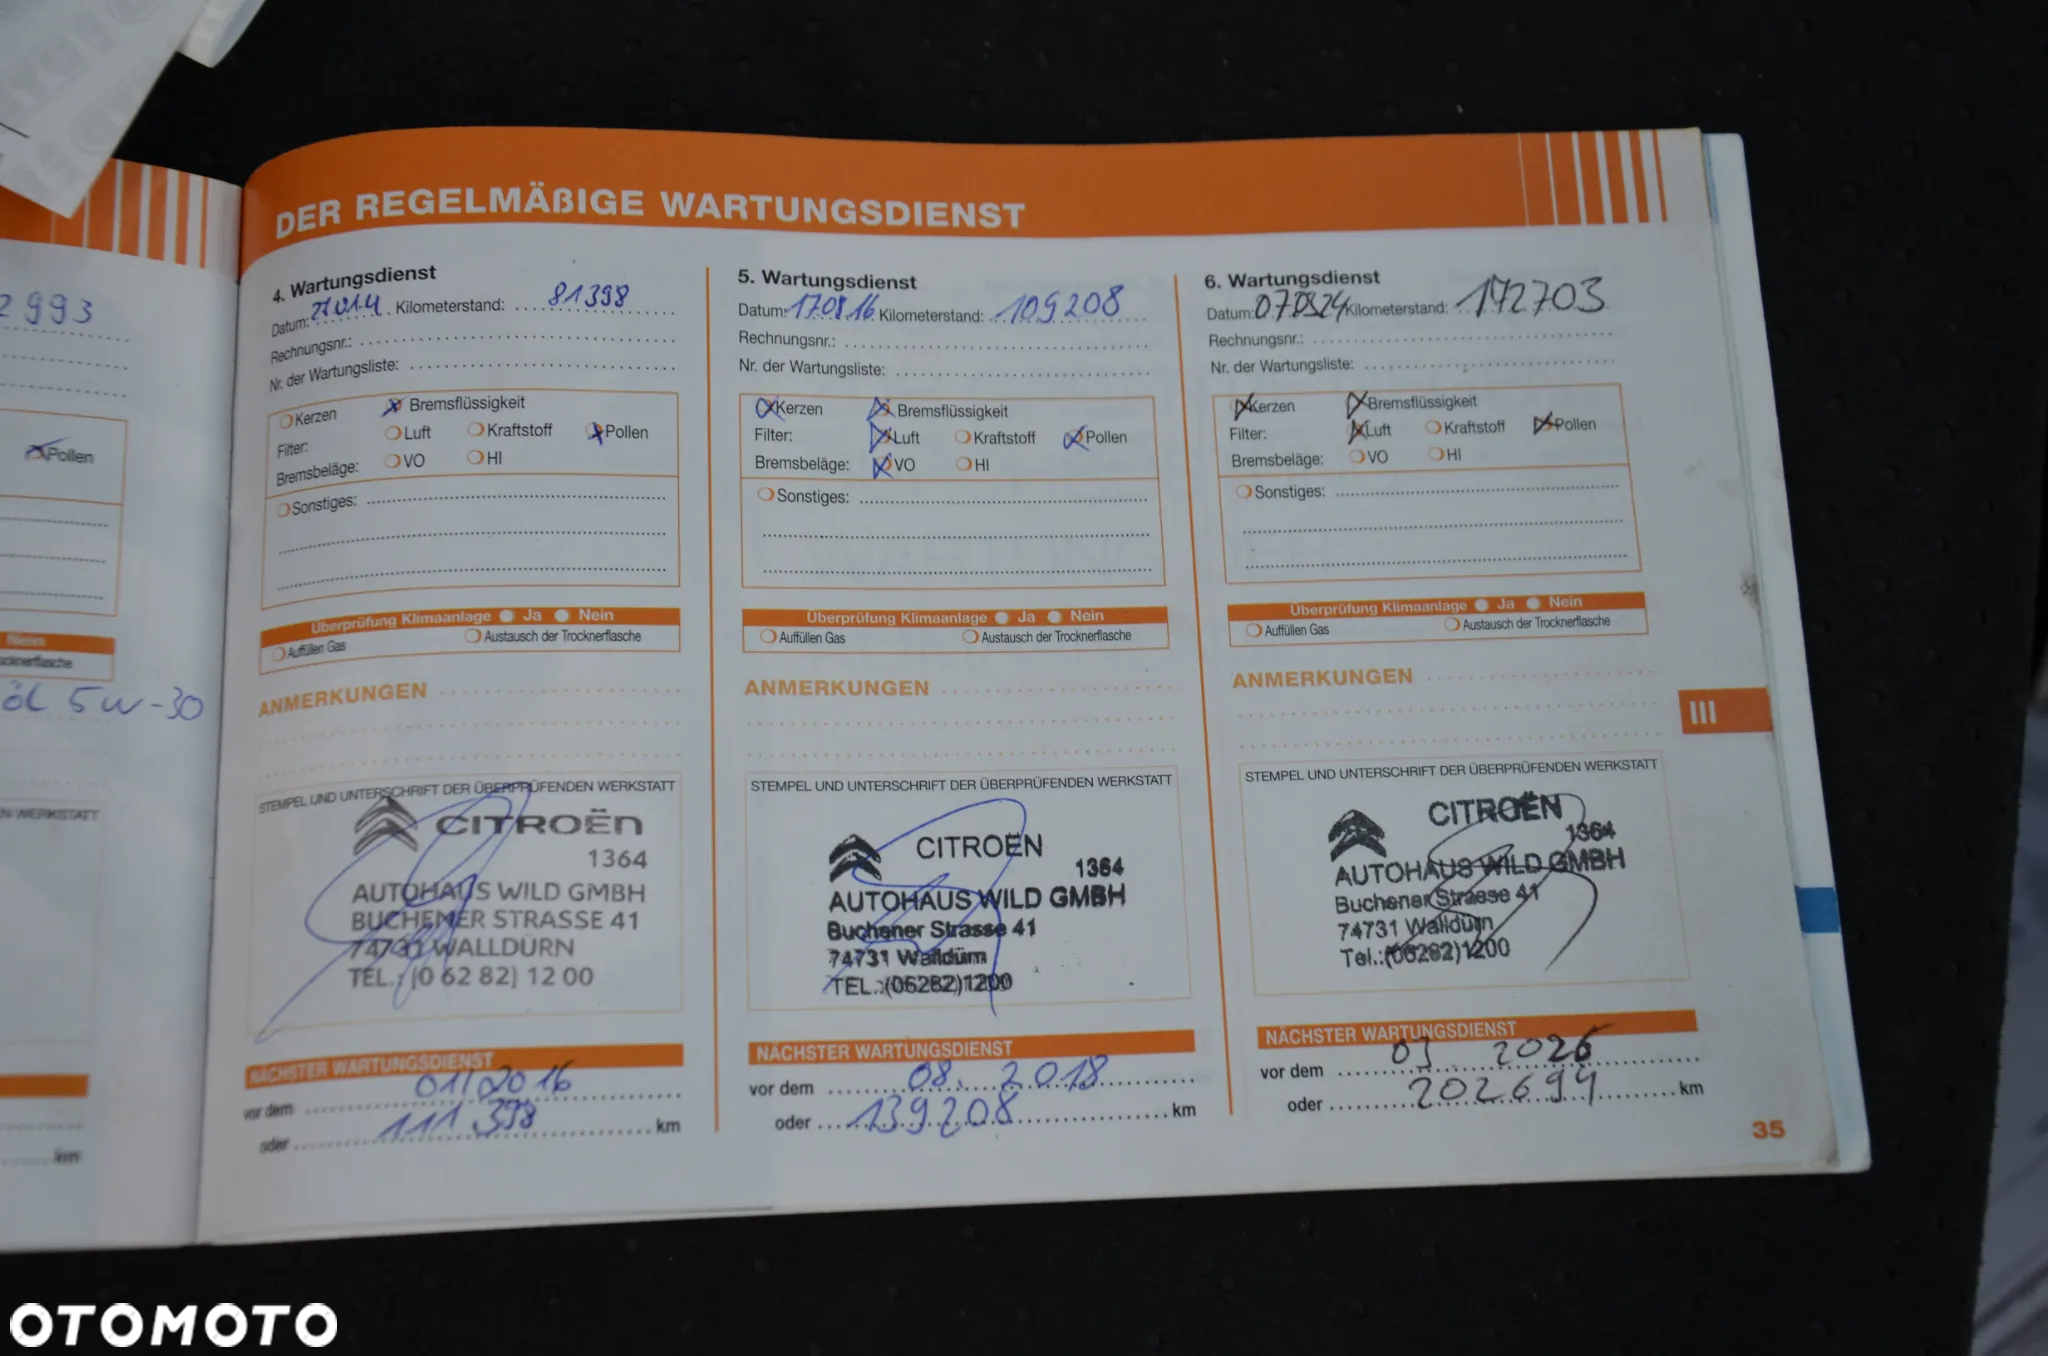 DER REGELMÄßIGE WARTUNGSDIENST
2993
Pollen
Nein
öl 5W-30
km
4. Wartungsdienst
Datum: Kilometerstand: 81398
Rechnungsnr.:
Nr. der Wartungsliste:
Kerzen Bremsflüssigkeit
Filter: Luft Kraftstoff Pollen
Bremsbeläge: VO HI
Sonstiges:
Überprüfung Klimaanlage Ja Nein
Auffüllen Gas Austausch der Trocknerflasche
ANMERKUNGEN
STEMPEL UND UNTERSCHRIFT DER ÜBERPRÜFENDEN WERKSTATT
CITROËN
1364
AUTOHAUS WILD GMBH
BUCHENER STRASSE 41
74731 WALLDÜRN
TEL.: (0 62 82) 12 00
NÄCHSTER WARTUNGSDIENST
vor dem 01/2016
oder 111.398 km
5. Wartungsdienst
Datum: 17.08.16 Kilometerstand: 109208
Rechnungsnr.:
Nr. der Wartungsliste:
Kerzen Bremsflüssigkeit
Filter: Luft Kraftstoff Pollen
Bremsbeläge: VO HI
Sonstiges:
Überprüfung Klimaanlage Ja Nein
Auffüllen Gas Austausch der Trocknerflasche
ANMERKUNGEN
STEMPEL UND UNTERSCHRIFT DER ÜBERPRÜFENDEN WERKSTATT
CITROËN
1364
AUTOHAUS WILD GMBH
Buchener Strasse 41
74731 Walldürn
TEL.:(06282)1200
NÄCHSTER WARTUNGSDIENST
vor dem 08. 2018
oder 139208 km
6. Wartungsdienst
Datum: Kilometerstand: 172703
Rechnungsnr.:
Nr. der Wartungsliste:
Kerzen Bremsflüssigkeit
Filter: Luft Kraftstoff Pollen
Bremsbeläge: VO HI
Sonstiges:
Überprüfung Klimaanlage Ja Nein
Auffüllen Gas Austausch der Trocknerflasche
ANMERKUNGEN
STEMPEL UND UNTERSCHRIFT DER ÜBERPRÜFENDEN WERKSTATT
CITROËN
1364
AUTOHAUS WILD GMBH
Buchener Strasse 41
74731 Walldürn
Tel.:(06282)1200
NÄCHSTER WARTUNGSDIENST
vor dem 03 2026
oder 202694 km
III
35
OTOMOTO